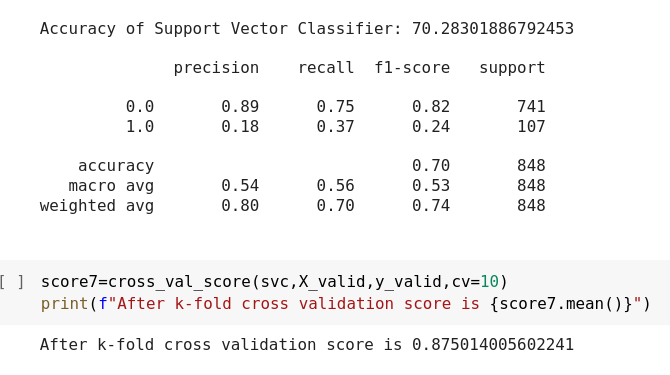 Accuracy of Support Vector Classifier: 70.28301886792453
precision recall f1-score support
0.0 0.89 0.75 0.82 741
1.0 0.18 0.37 0.24 107
accuracy 0.70 848
macro avg 0.54 0.56 0.53 848
weighted avg 0.80 0.70 0.74 848
[ ] score7=cross_val_score(svc,X_valid,y_valid,cv=10)
print(f"After k-fold cross validation score is {score7.mean()}")
After k-fold cross validation score is 0.875014005602241